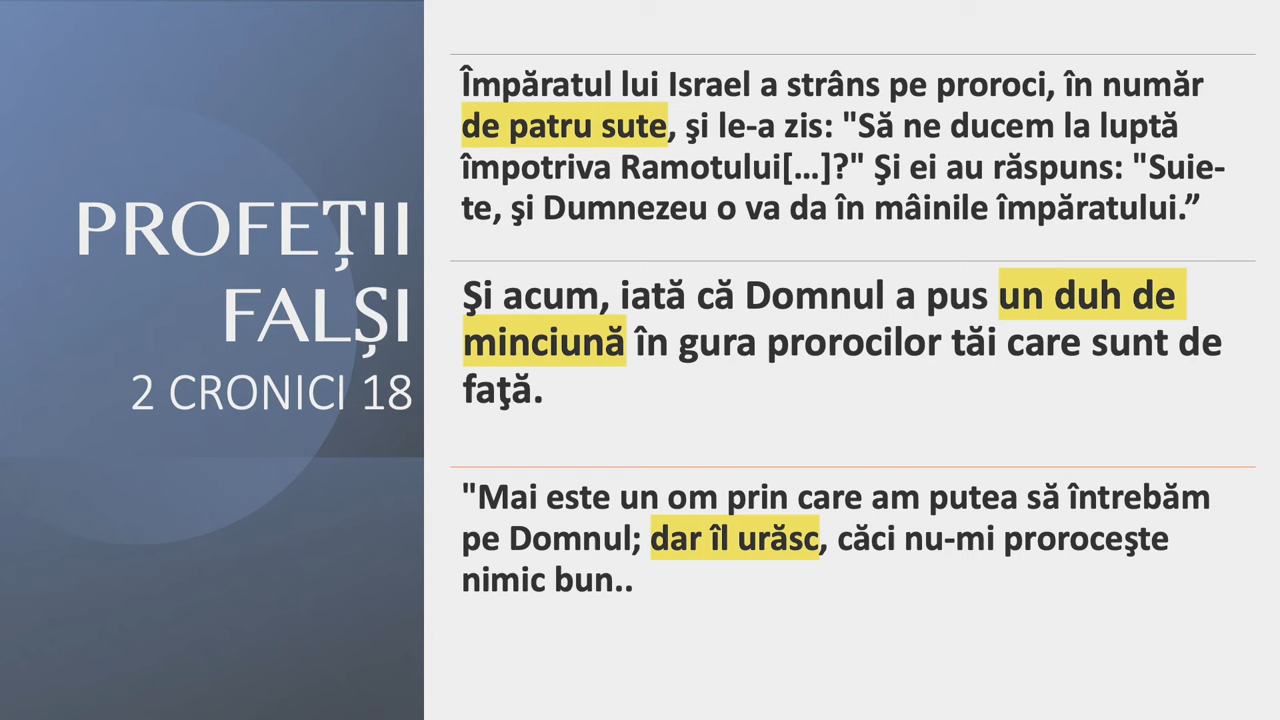 PROFEȚII
FALȘI
2 CRONICI 18
Împăratul lui Israel a strâns pe proroci, în număr
de patru sute, şi le-a zis: "Să ne ducem la luptă
împotriva Ramotului[...]?" Şi ei au răspuns: "Suie-
te, şi Dumnezeu o va da în mâinile împăratului.”
Şi acum, iată că Domnul a pus un duh de
minciună în gura prorocilor tăi care sunt de
faţă.
"Mai este un om prin care am putea să întrebăm
pe Domnul; dar îl urăsc, căci nu-mi proroceşte
nimic bun..